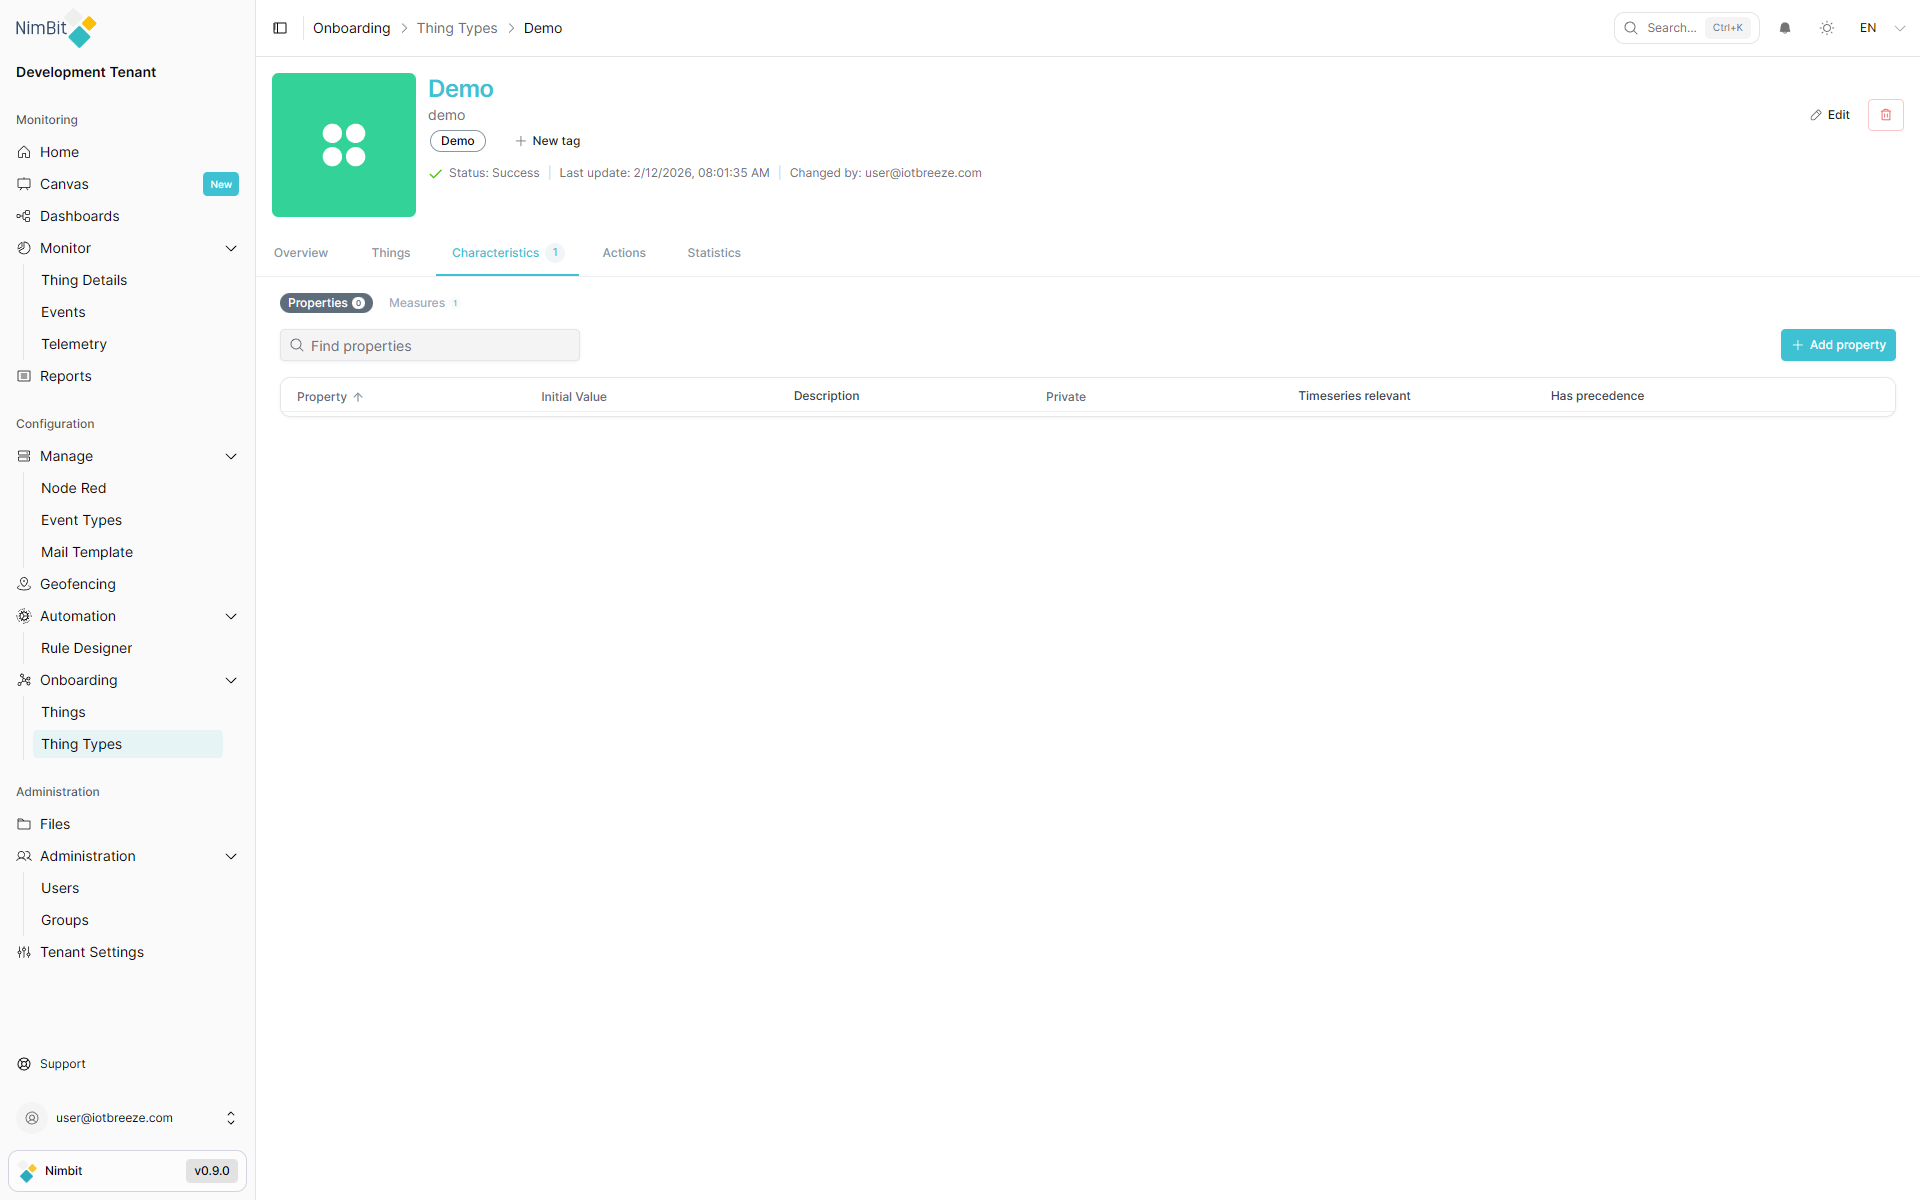 NimBit
Development Tenant
Monitoring
Home
Canvas
New
Dashboards
Monitor
Thing Details
Events
Telemetry
Reports
Configuration
Manage
Node Red
Event Types
Mail Template
Geofencing
Automation
Rule Designer
Onboarding
Things
Thing Types
Administration
Files
Administration
Users
Groups
Tenant Settings
Support
user@iotbreeze.com
Nimbit
v0.9.0
Onboarding
Thing Types
Demo
Search...
Ctrl+K
EN
Demo
demo
Demo
New tag
Status: Success
Last update: 2/12/2026, 08:01:35 AM
Changed by: user@iotbreeze.com
Edit
Overview
Things
Characteristics 1
Actions
Statistics
Properties 0
Measures 1
Find properties
Add property
Property
Initial Value
Description
Private
Timeseries relevant
Has precedence